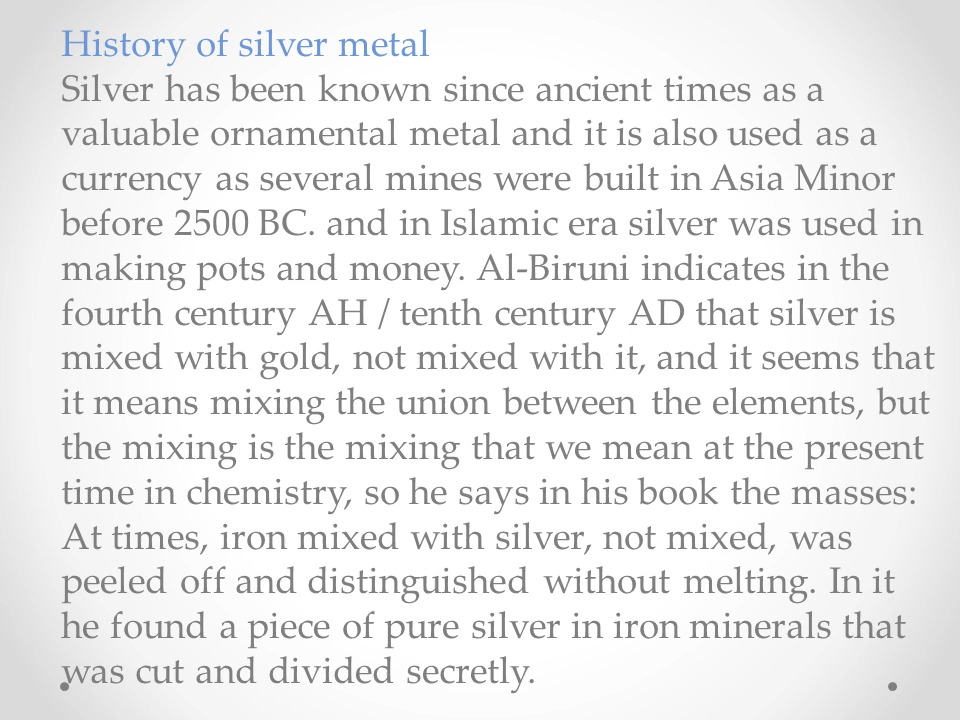 History of silver metal
Silver has been known since ancient times as a
valuable ornamental metal and it is also used as a
currency as several mines were built in Asia Minor
before 2500 BC. and in Islamic era silver was used in
making pots and money. Al-Biruni indicates in the
fourth century AH / tenth century AD that silver is
mixed with gold, not mixed with it, and it seems that
it means mixing the union between the elements, but
the mixing is the mixing that we mean at the present
time in chemistry, so he says in his book the masses:
At times, iron mixed with silver, not mixed, was
peeled off and distinguished without melting. In it
he found a piece of pure silver in iron minerals that
was cut and divided secretly.